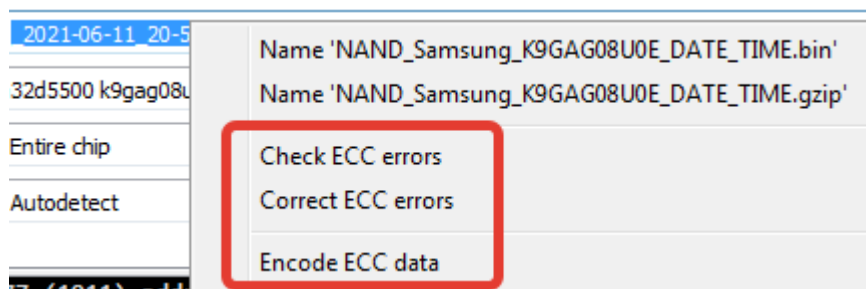 _2021-06-11_20-5
Name 'NAND_Samsung_K9GAG08U0E_DATE_TIME.bin'
32d5500 k9gag08u
Name 'NAND_Samsung_K9GAG08U0E_DATE_TIME.gzip'
Entire chip
Check ECC errors
Autodetect
Correct ECC errors
Encode ECC data